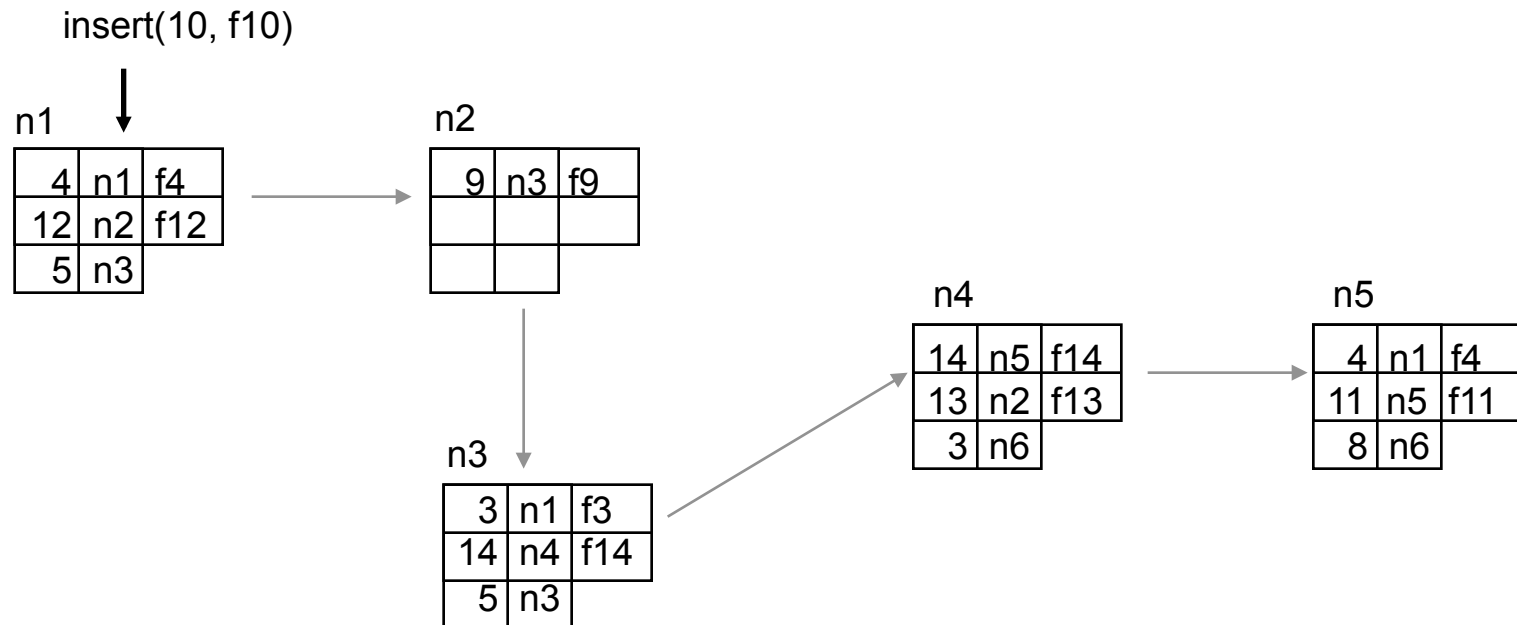 insert(10, f10)
n1
4 n1 f4
12 n2 f12
5 n3
n2
9 n3 f9
n3
3 n1 f3
14 n4 f14
5 n3
n4
14 n5 f14
13 n2 f13
3 n6
n5
4 n1 f4
11 n5 f11
8 n6